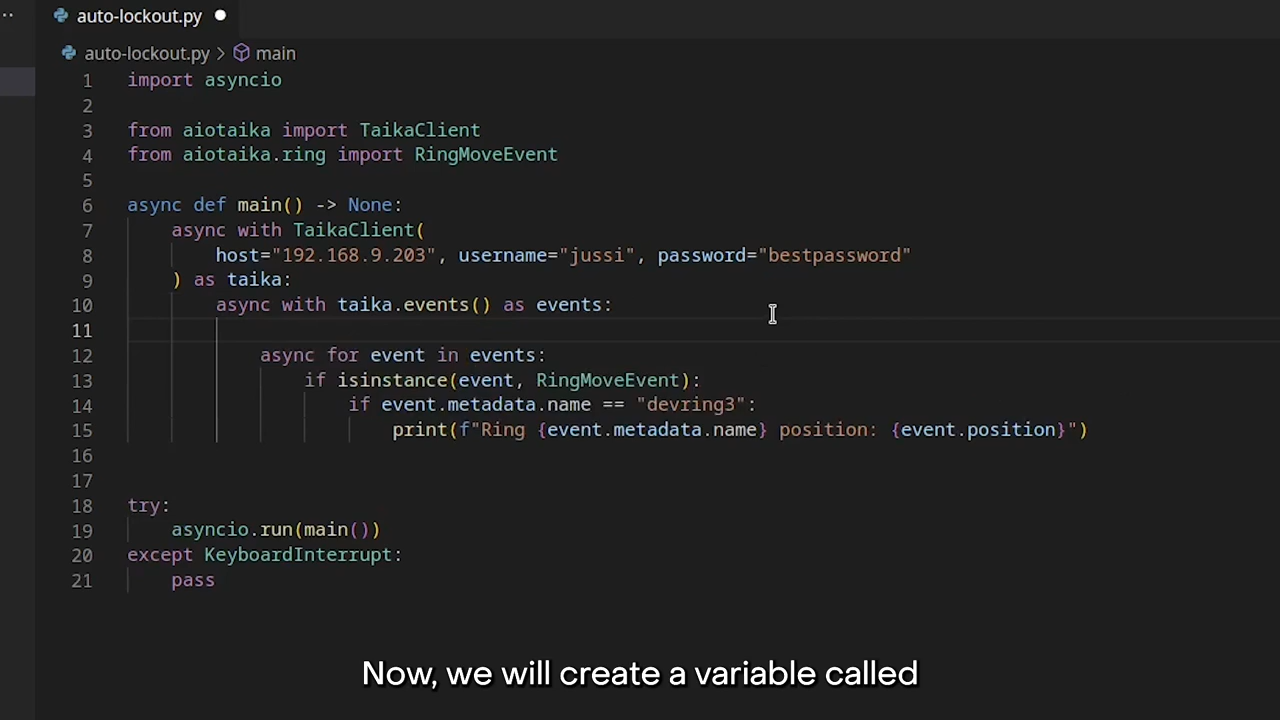 auto-lockout.py
auto-lockout.py > main
1 import asyncio
2
3 from aiotaika import TaikaClient
4 from aiotaika.ring import RingMoveEvent
5
6 async def main() -> None:
7     async with TaikaClient(
8         host="192.168.9.203", username="jussi", password="bestpassword"
9     ) as taika:
10         async with taika.events() as events:
11
12             async for event in events:
13                 if isinstance(event, RingMoveEvent):
14                     if event.metadata.name == "devring3":
15                         print(f"Ring {event.metadata.name} position: {event.position}")
16
17
18 try:
19     asyncio.run(main())
20 except KeyboardInterrupt:
21     pass
Now, we will create a variable called